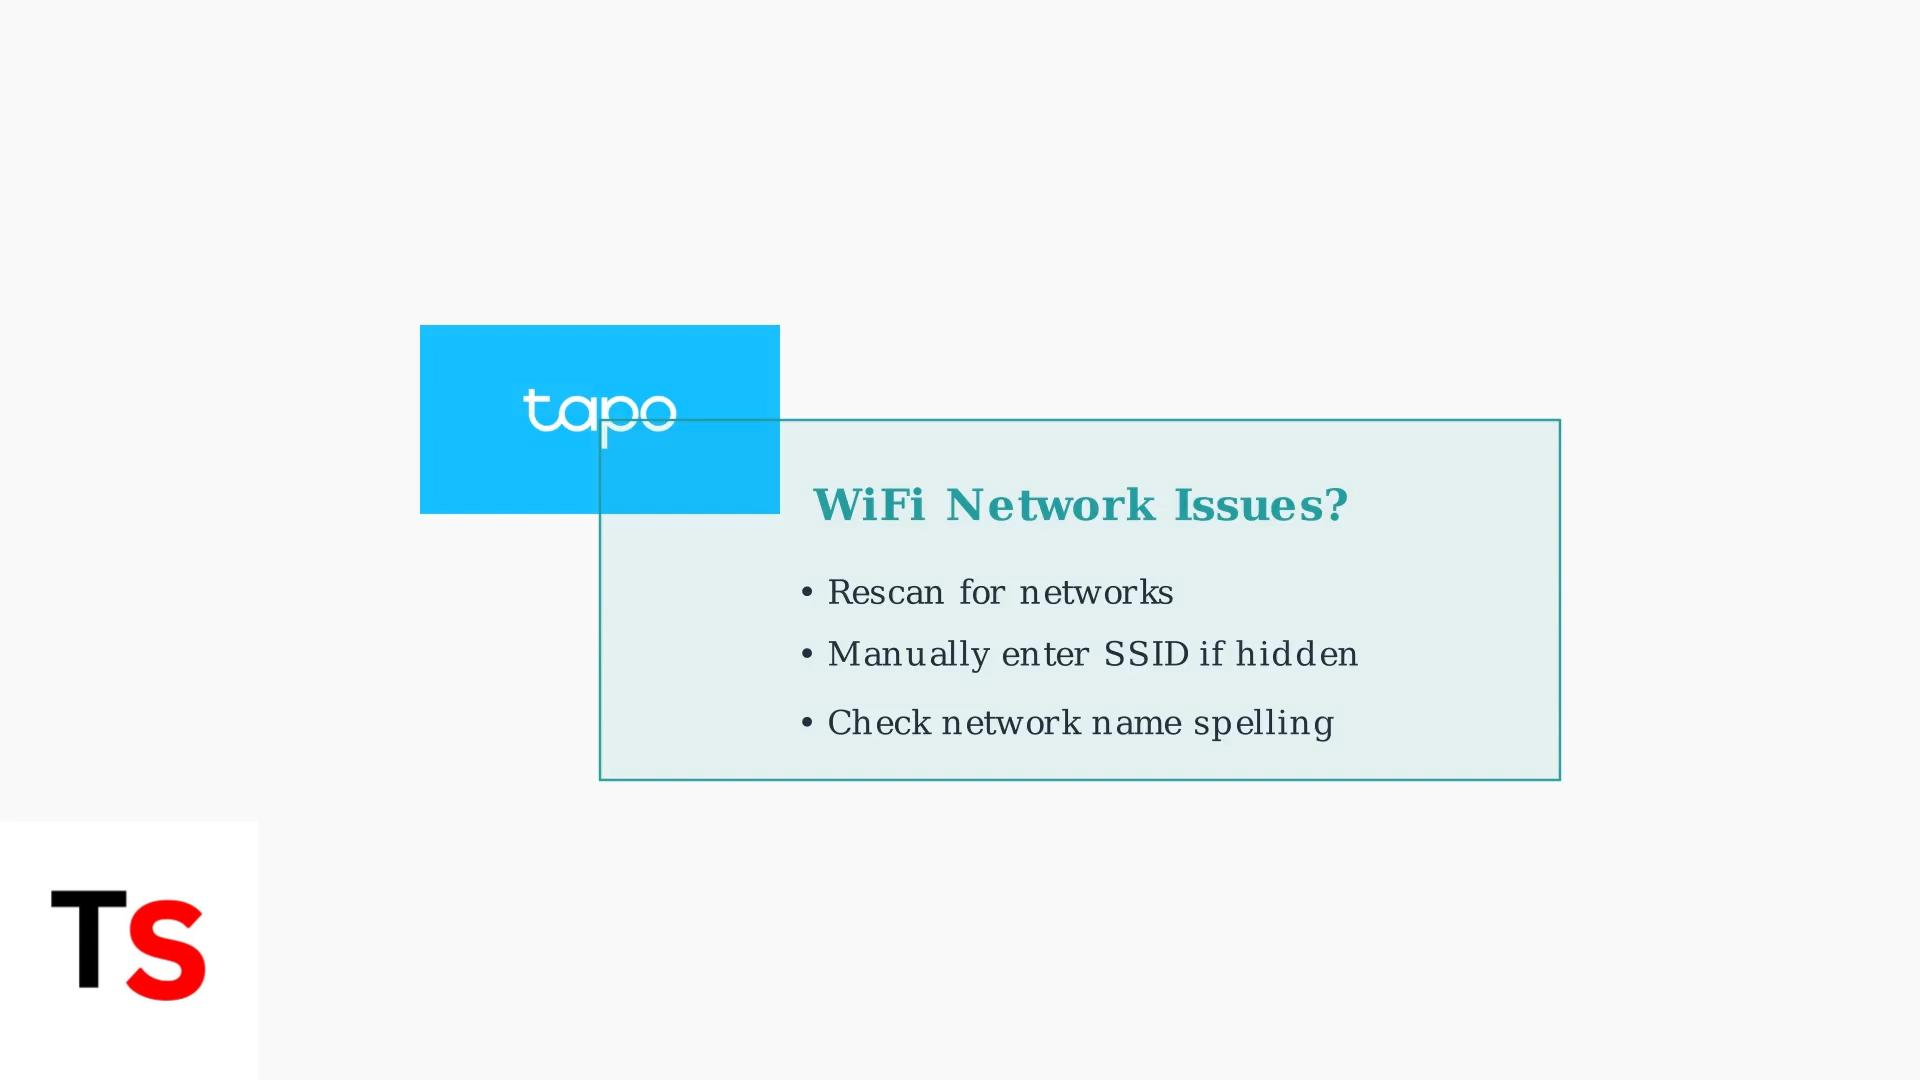 tapo
WiFi Network Issues?
• Rescan for networks
• Manually enter SSID if hidden
• Check network name spelling
TS